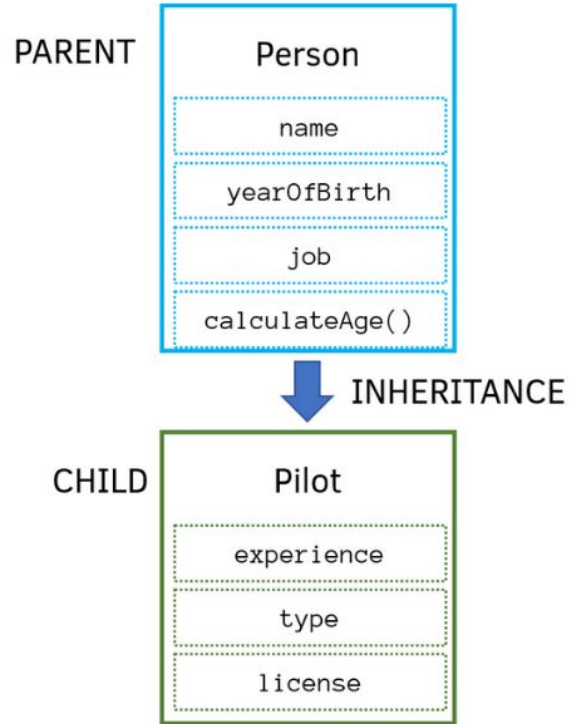 PARENT
Person
name
yearOfBirth
job
calculateAge()
INHERITANCE
CHILD
Pilot
experience
type
license